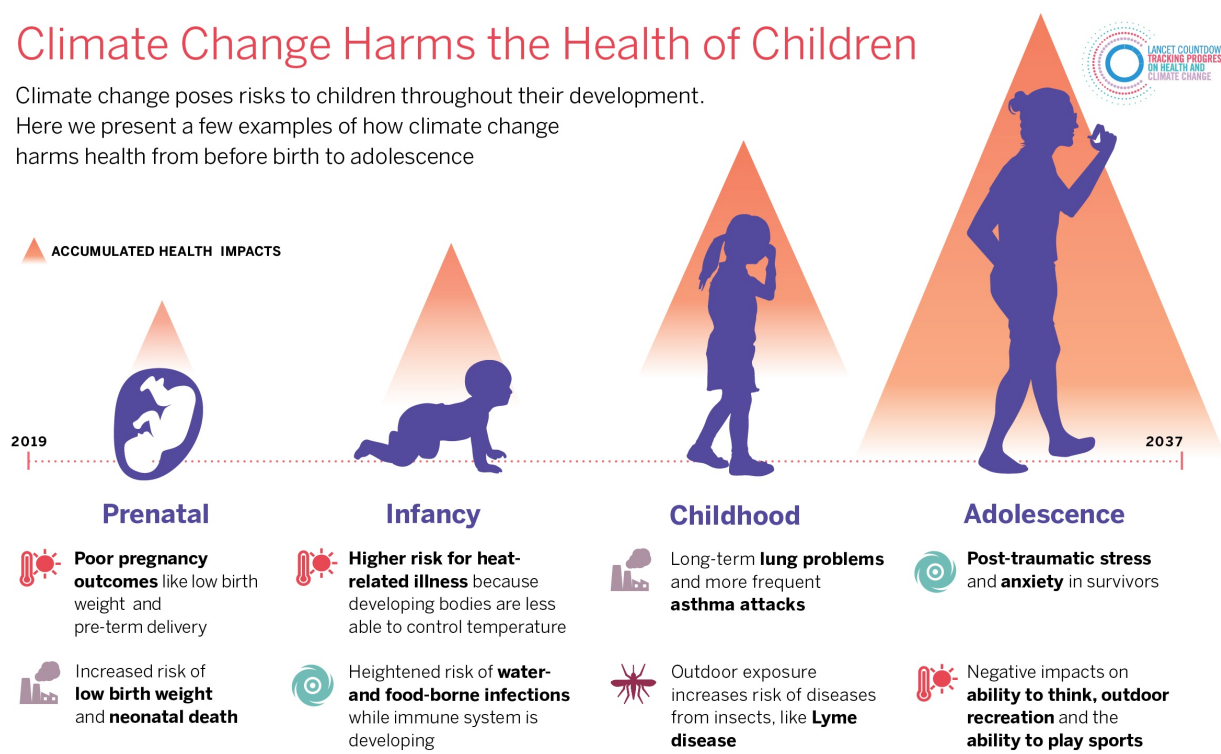 Climate Change Harms the Health of Children
Climate change poses risks to children throughout their development.
Here we present a few examples of how climate change
harms health from before birth to adolescence
LANCET COUNTDOW
TRACKING PROGRES
ON HEALTH AND
CLIMATE CHANGE
ACCUMULATED HEALTH IMPACTS
2019
2037
Prenatal
Poor pregnancy
outcomes like low birth
weight and
pre-term delivery
Increased risk of
low birth weight
and neonatal death
Infancy
Higher risk for heat-
related illness because
developing bodies are less
able to control temperature
Heightened risk of water-
and food-borne infections
while immune system is
developing
Childhood
Long-term lung problems
and more frequent
asthma attacks
Outdoor exposure
increases risk of diseases
from insects, like Lyme
disease
Adolescence
Post-traumatic stress
and anxiety in survivors
Negative impacts on
ability to think, outdoor
recreation and the
ability to play sports